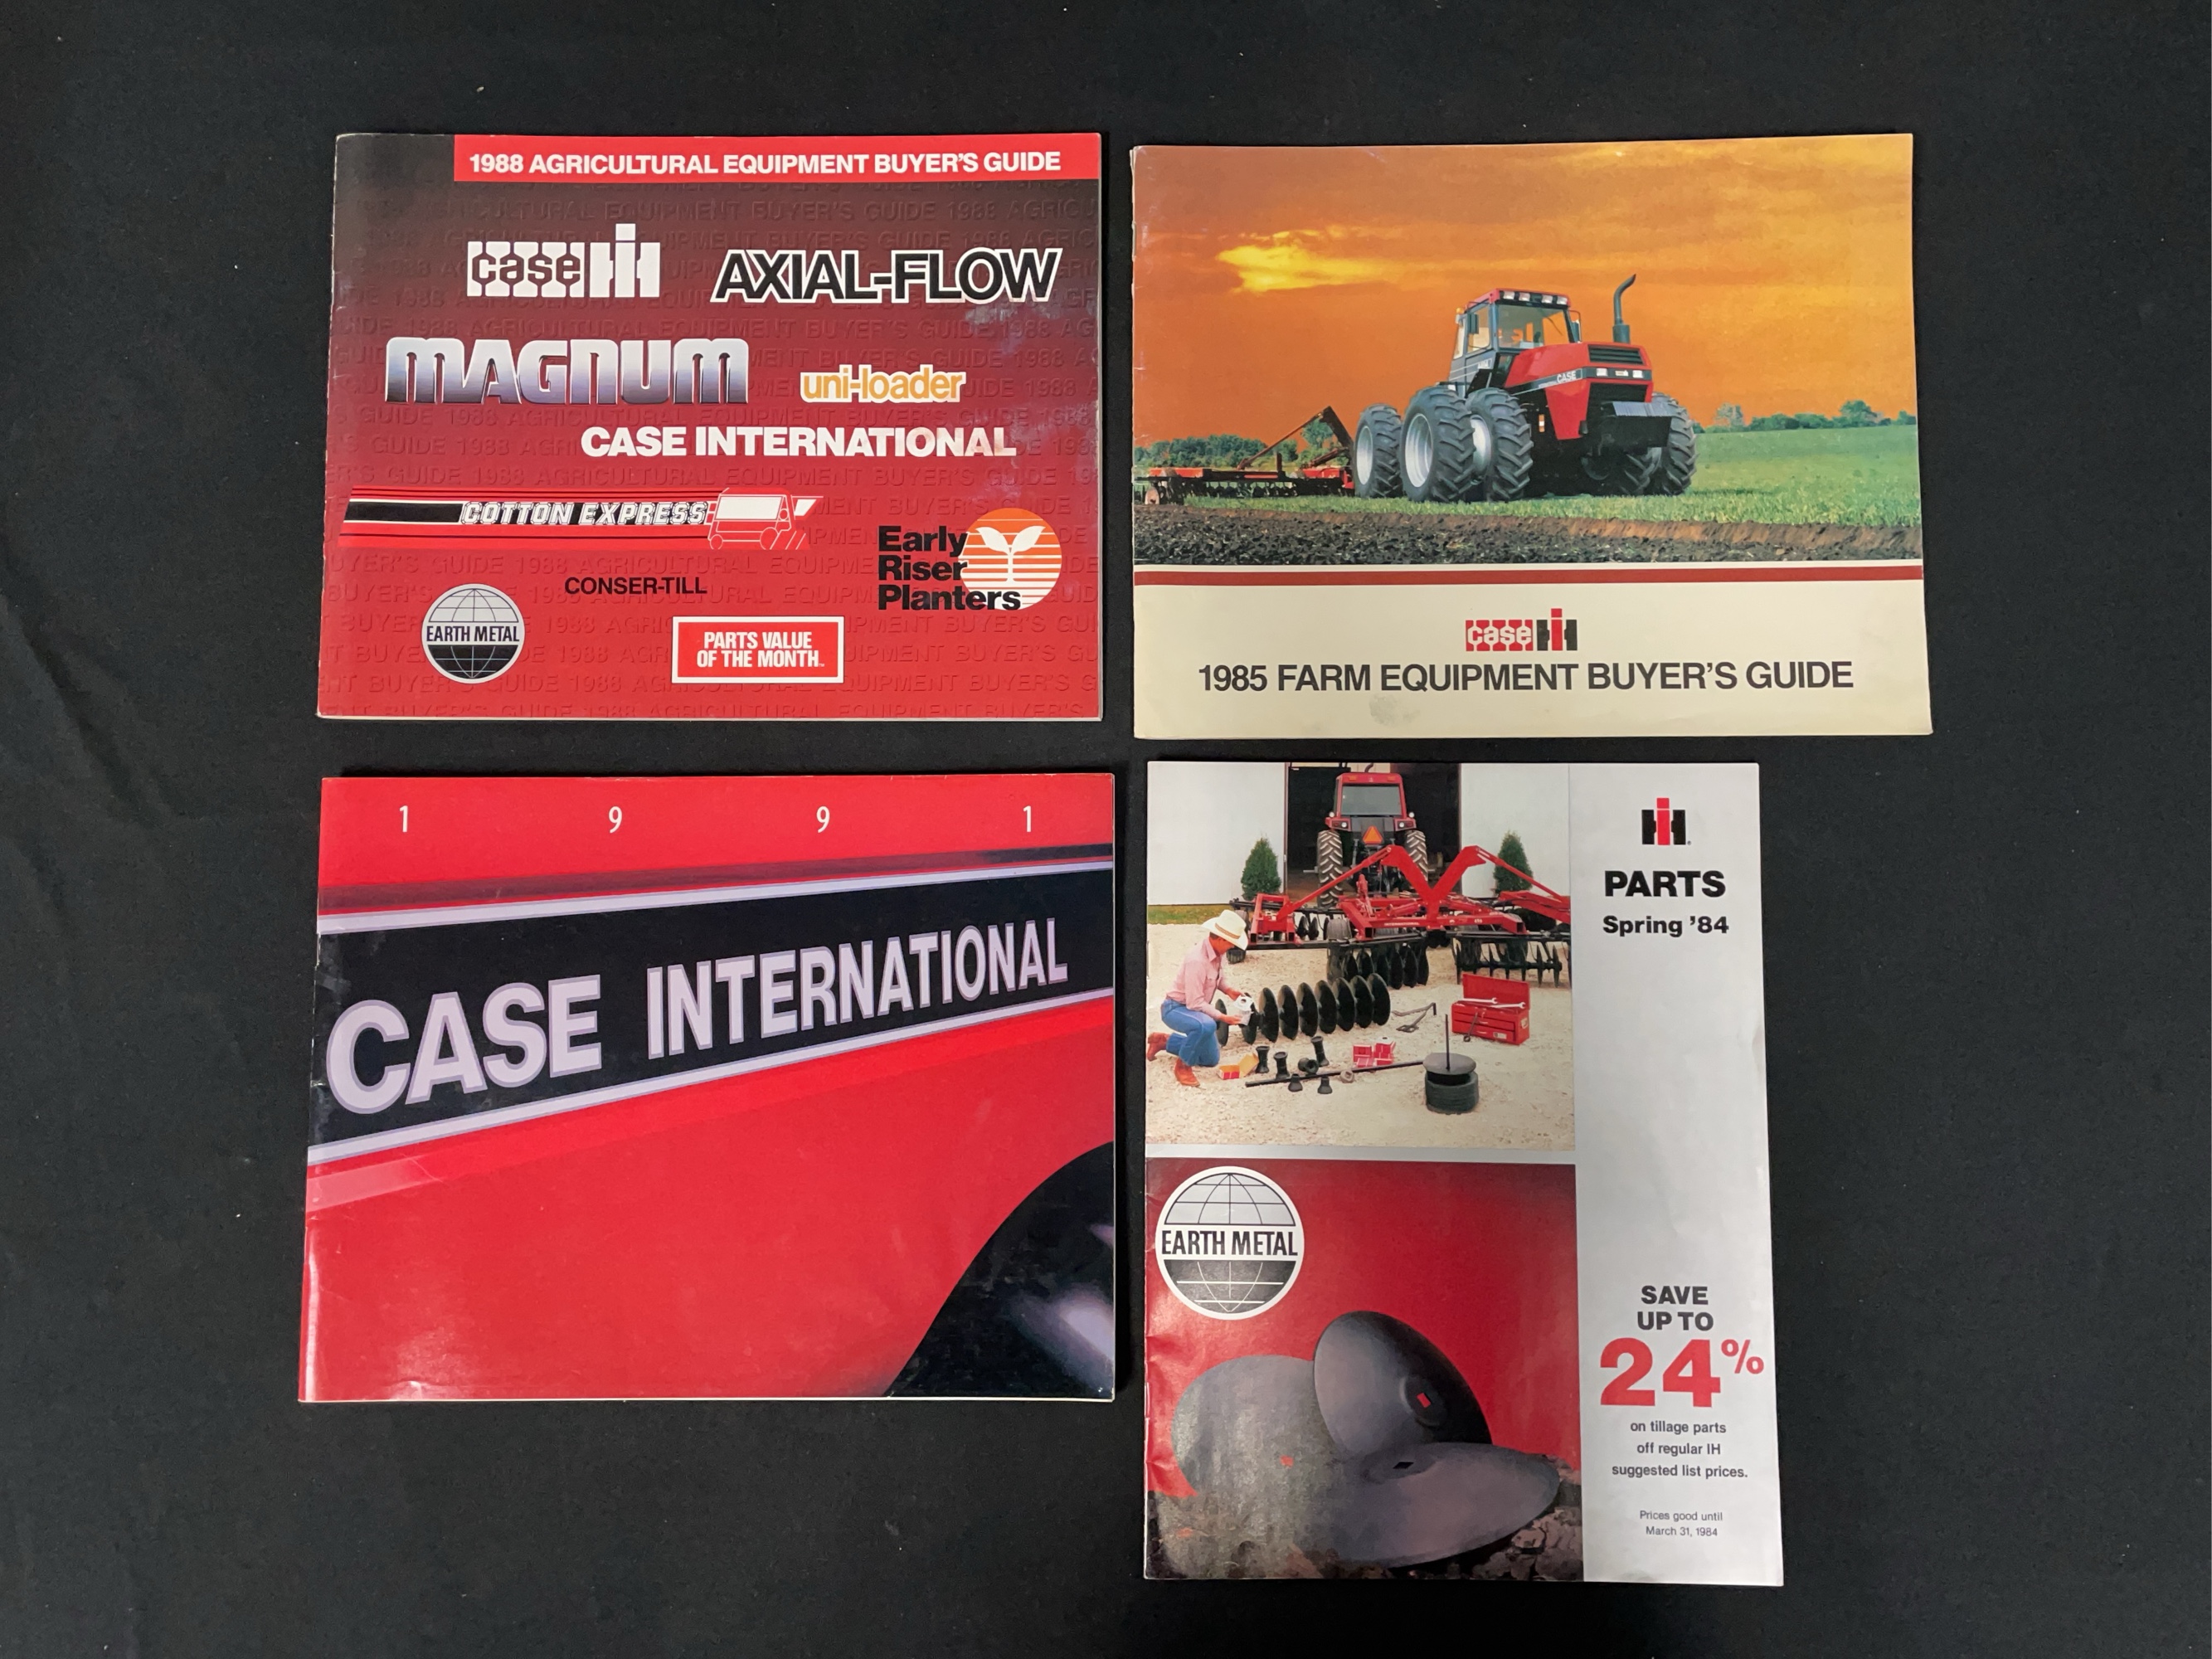 1988 AGRICULTURAL EQUIPMENT BUYER'S GUIDE
case IH
AXIAL-FLOW
MAGNUM
uni-loader
CASE INTERNATIONAL
COTTON EXPRESS
Early
Riser
Planters
CONSER-TILL
EARTH METAL
PARTS VALUE
OF THE MONTH™
CASE
case IH
1985 FARM EQUIPMENT BUYER'S GUIDE
1 9 9 1
CASE INTERNATIONAL
IH
PARTS
Spring '84
EARTH METAL
SAVE
UP TO
24%
on tillage parts
off regular IH
suggested list prices.
Prices good until
March 31, 1984